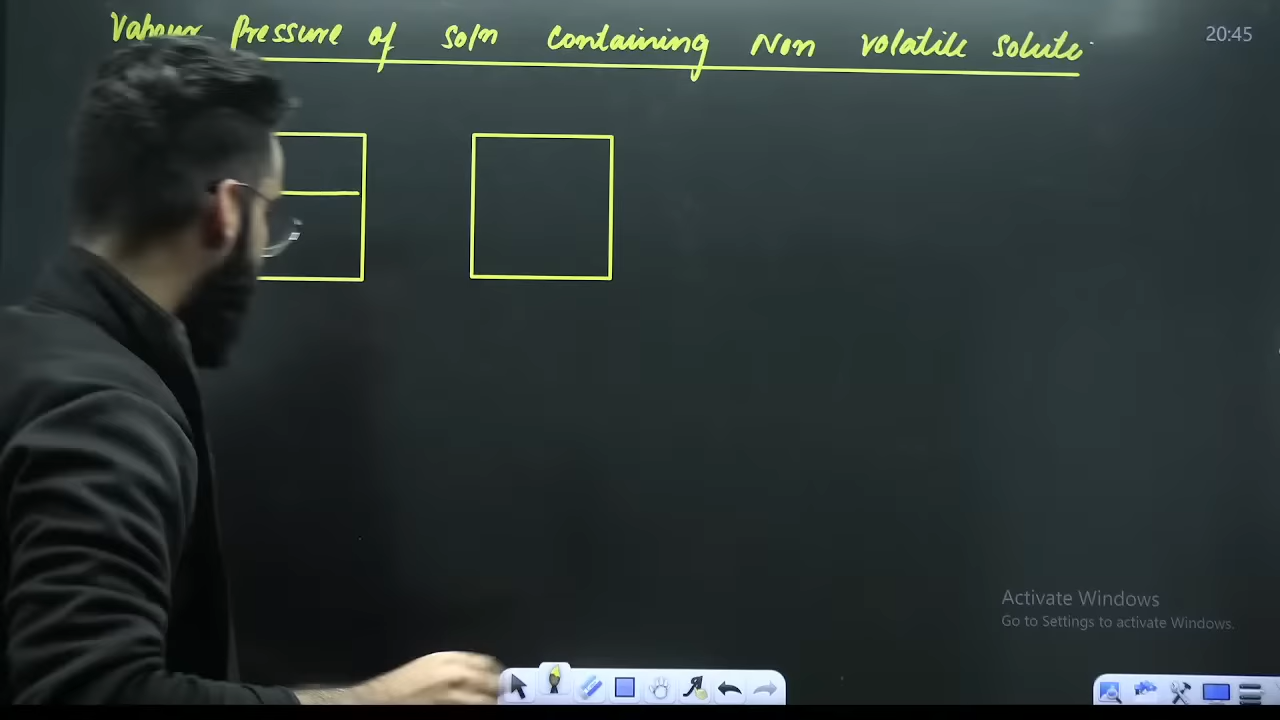 Vapour Pressure of soln containing Non volatile solute
20:45
Activate Windows
Go to Settings to activate Windows.